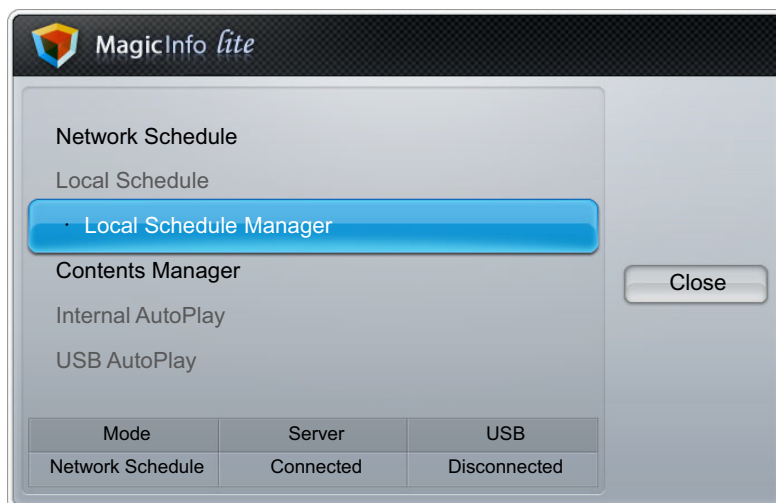 MagicInfo lite
Network Schedule
Local Schedule
· Local Schedule Manager
Contents Manager
Close
Internal AutoPlay
USB AutoPlay
Mode Server USB
Network Schedule Connected Disconnected